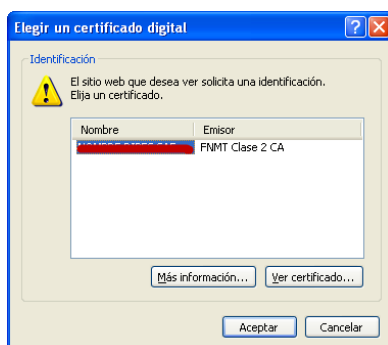 Elegir un certificado digital
Identificación
El sitio web que desea ver solicita una identificación.
Elija un certificado.
Nombre Emisor
FNMT Clase 2 CA
Más información... Ver certificado...
Aceptar Cancelar